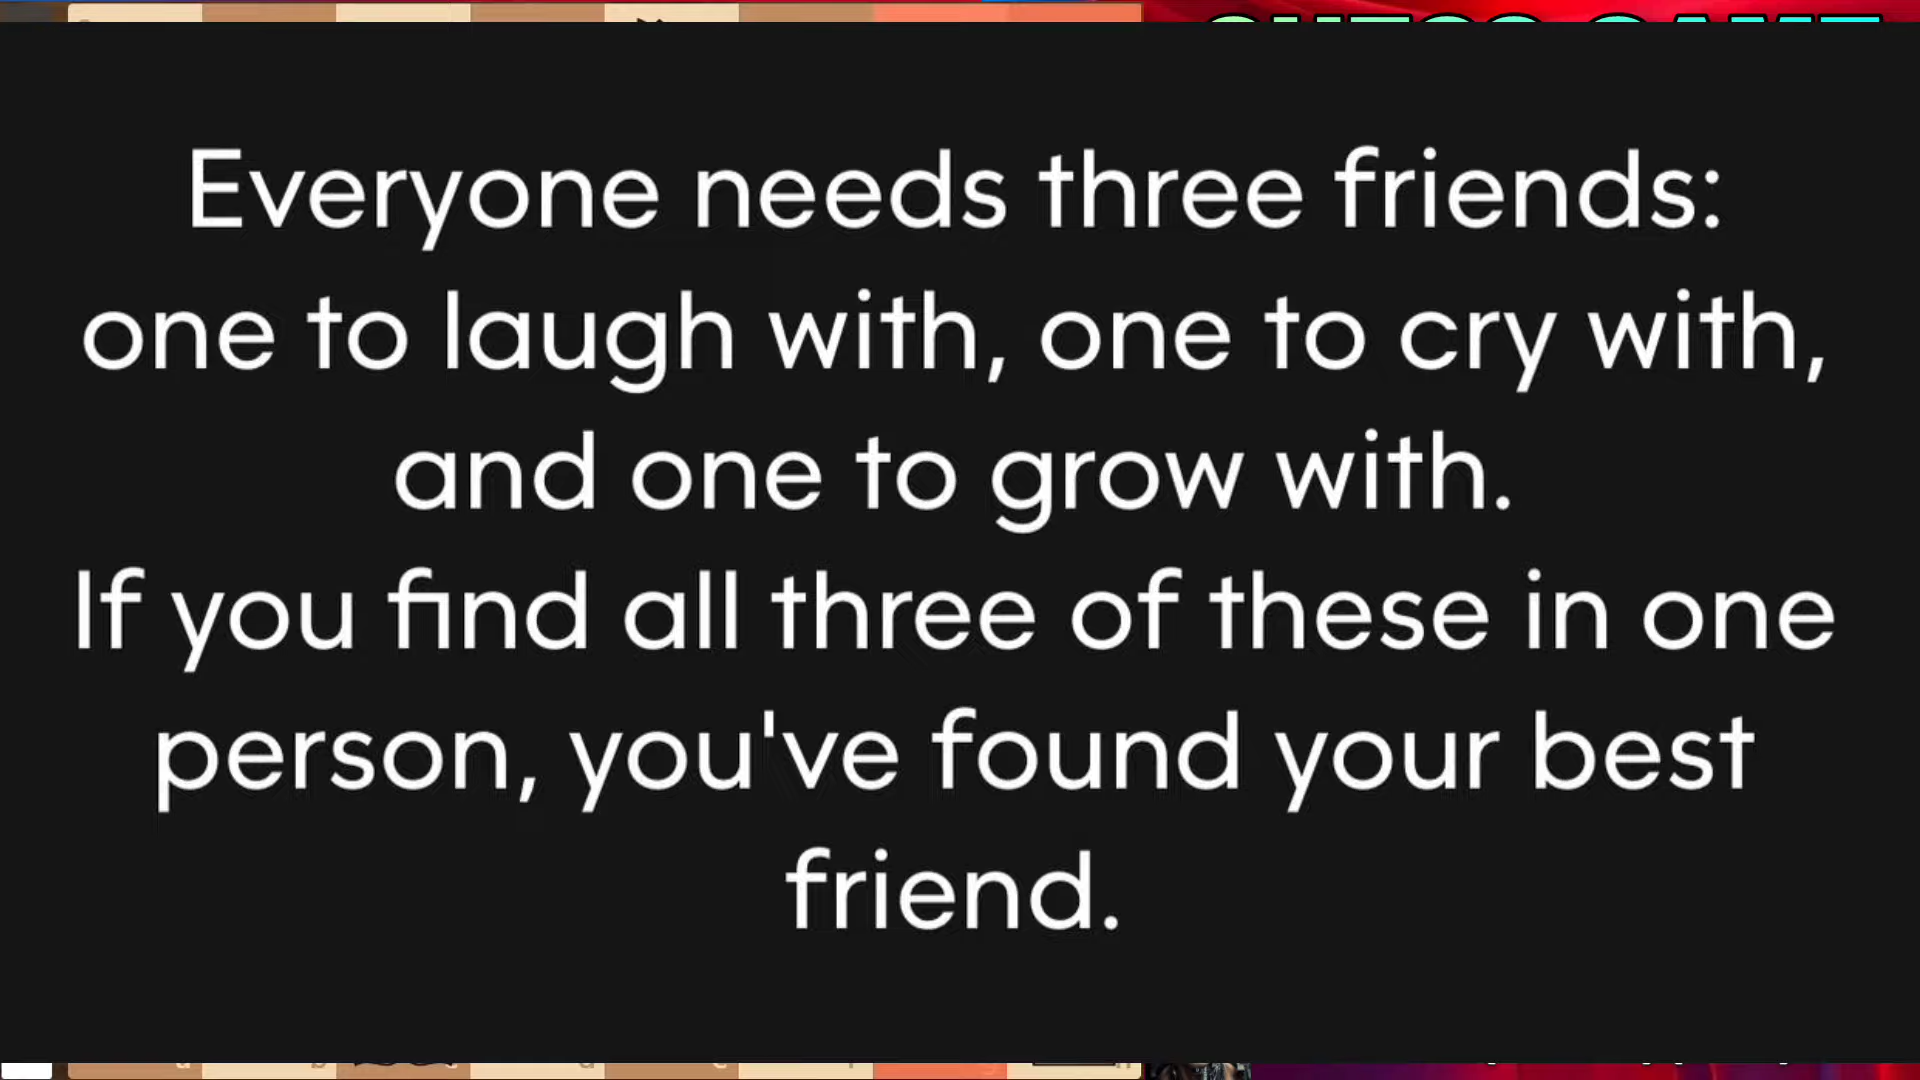 Everyone needs three friends:
one to laugh with, one to cry with,
and one to grow with.
If you find all three of these in one
person, you've found your best
friend.